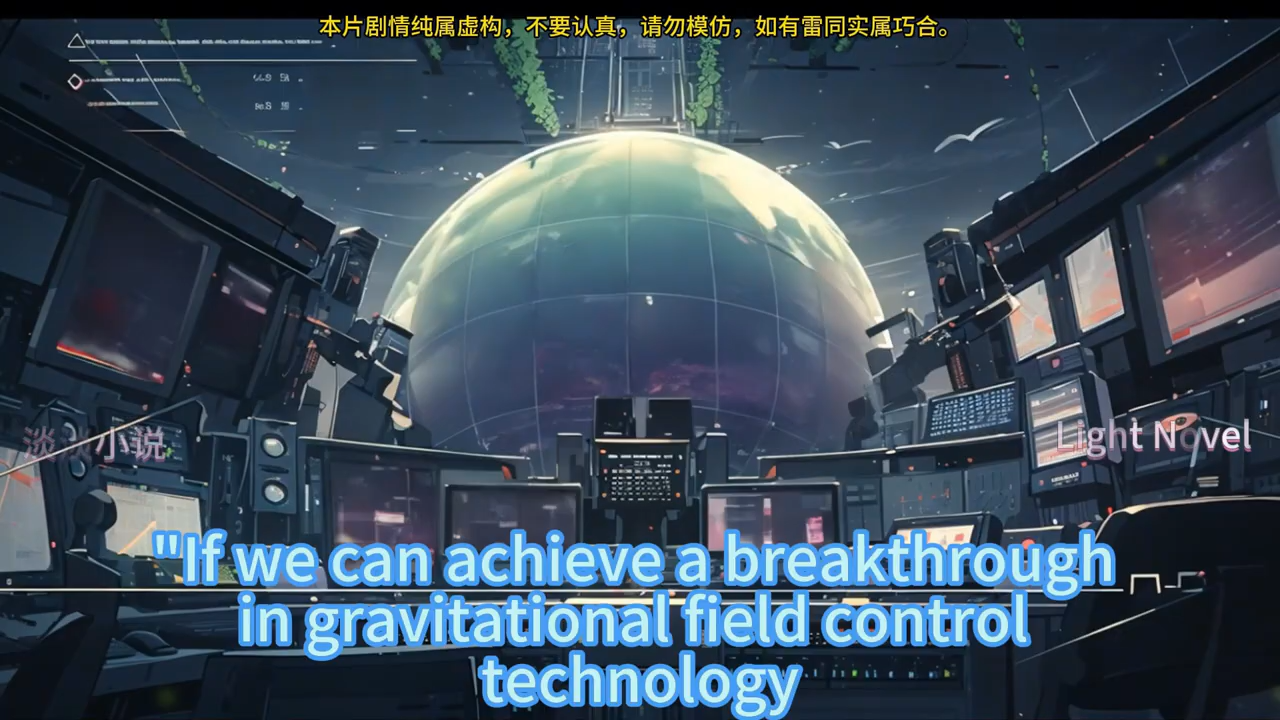 本片剧情纯属虚构，不要认真，请勿模仿，如有雷同实属巧合。
淡淡小说
Light Novel
"If we can achieve a breakthrough
in gravitational field control
technology